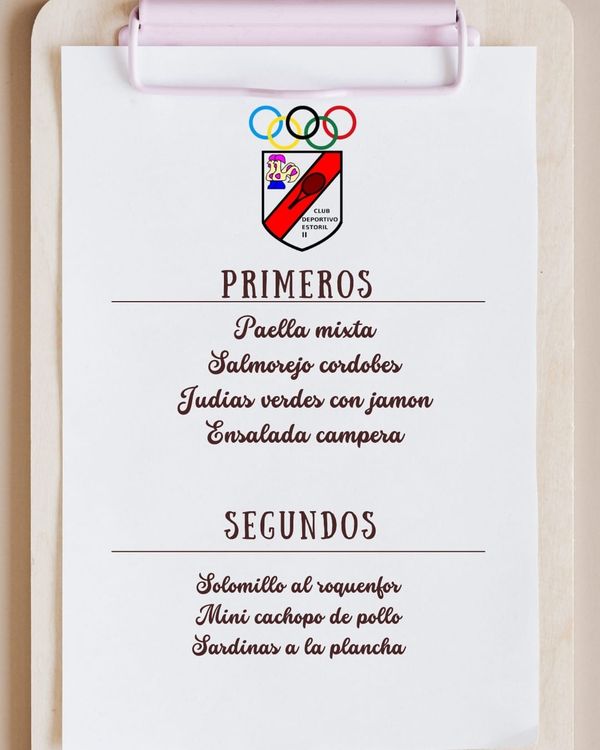 CLUB
DEPORTIVO
ESTORIL
II
PRIMEROS
Paella mixta
Salmorejo cordobes
Judias verdes con jamon
Ensalada campera
SEGUNDOS
Solomillo al roquenfor
Mini cachopo de pollo
Sardinas a la plancha